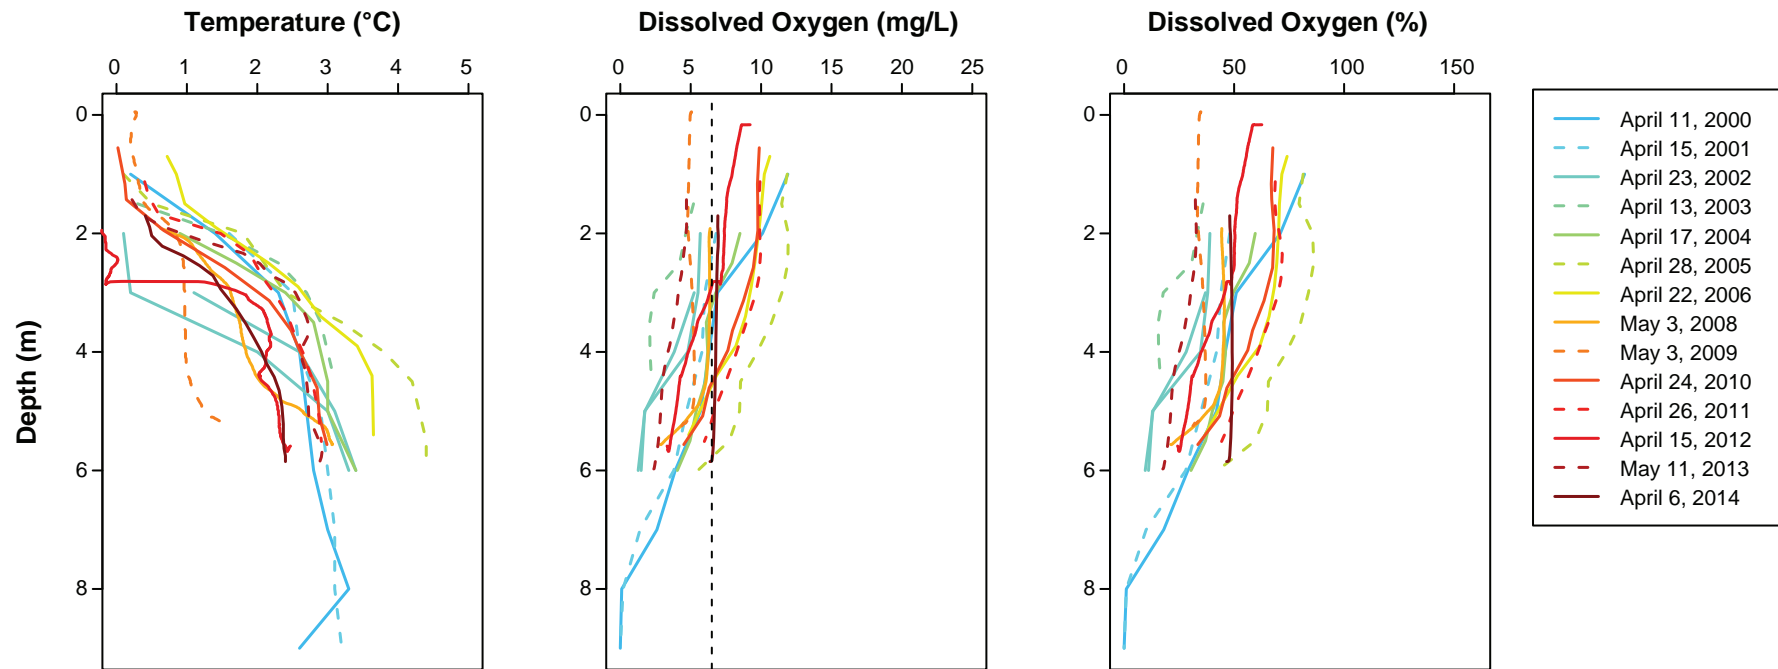 Temperature (°C) Dissolved Oxygen (mg/L) Dissolved Oxygen (%)
0 1 2 3 4 5 0 5 10 15 20 25 0 50 100 150
0 0 0
2 2 2
4 4 4
6 6 6
8 8 8
Depth (m)
April 11, 2000
April 15, 2001
April 23, 2002
April 13, 2003
April 17, 2004
April 28, 2005
April 22, 2006
May 3, 2008
May 3, 2009
April 24, 2010
April 26, 2011
April 15, 2012
May 11, 2013
April 6, 2014